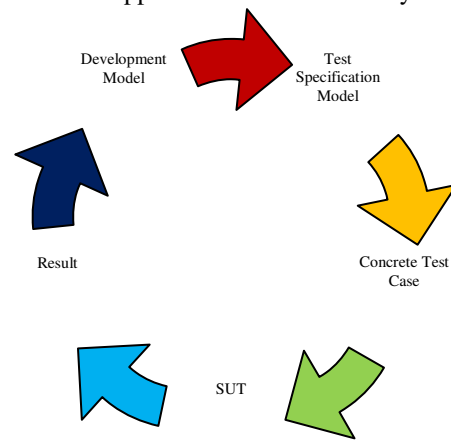 Development
Model
Test
Specification
Model
Concrete Test
Case
SUT
Result